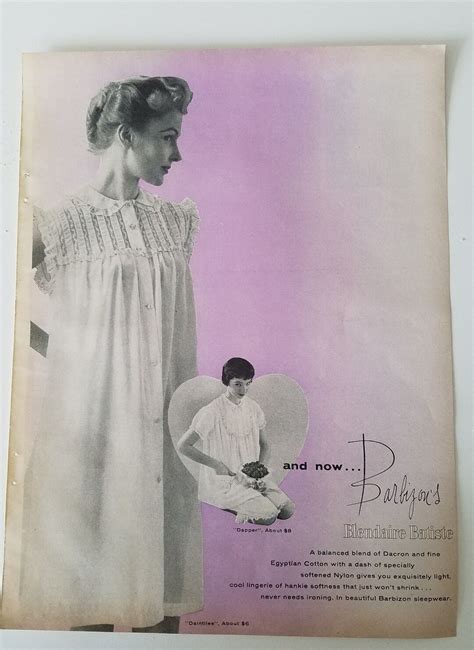 and now...
Barbizon's
Blendaire Batiste
"Dapper", About $8
A balanced blend of Dacron and fine
Egyptian Cotton with a dash of specially
softened Nylon gives you exquisitely light,
cool lingerie of hankie softness that just won't shrink...
never needs ironing. In beautiful Barbizon sleepwear.
"Dainties", About $6